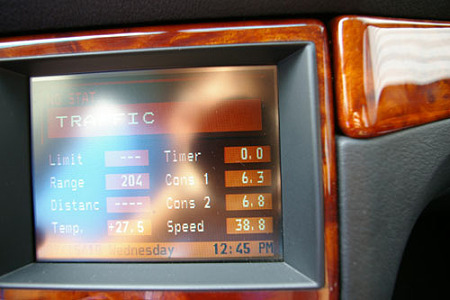 TRAFFIC
Limit --- Timer 0.0
Range 204 Cons 1 6.3
Distanc ---- Cons 2 6.8
Temp. +27.5 Speed 38.8
Wednesday 12:45 PM